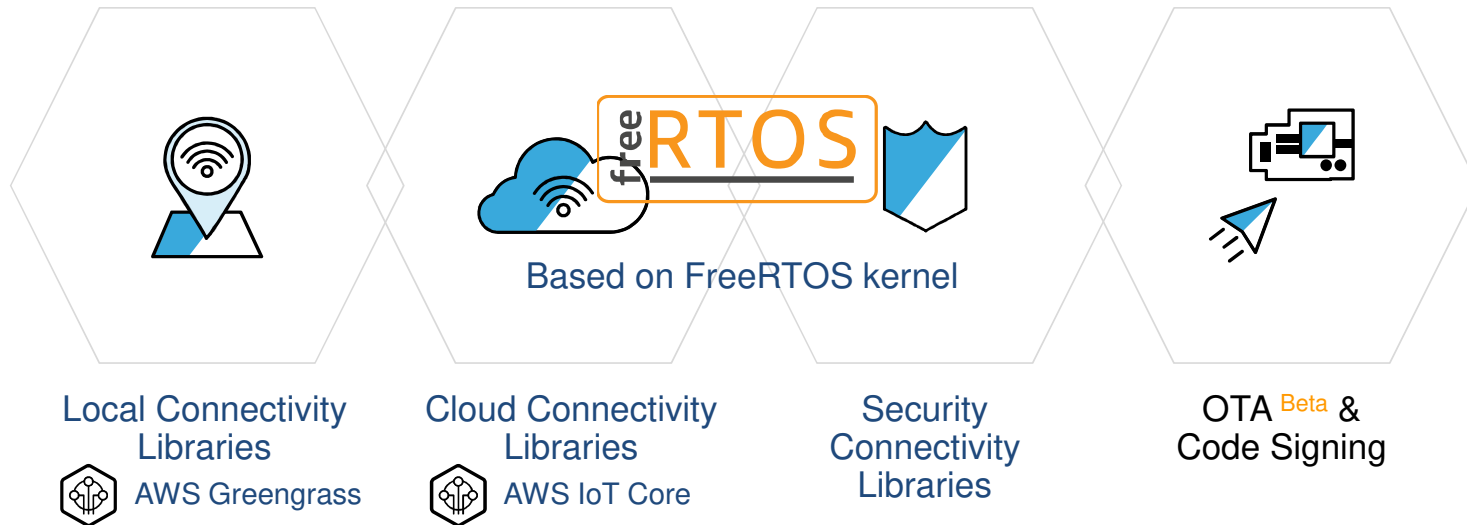 free RTOS
Based on FreeRTOS kernel
Local Connectivity
Libraries
AWS Greengrass
Cloud Connectivity
Libraries
AWS IoT Core
Security
Connectivity
Libraries
OTA Beta &
Code Signing